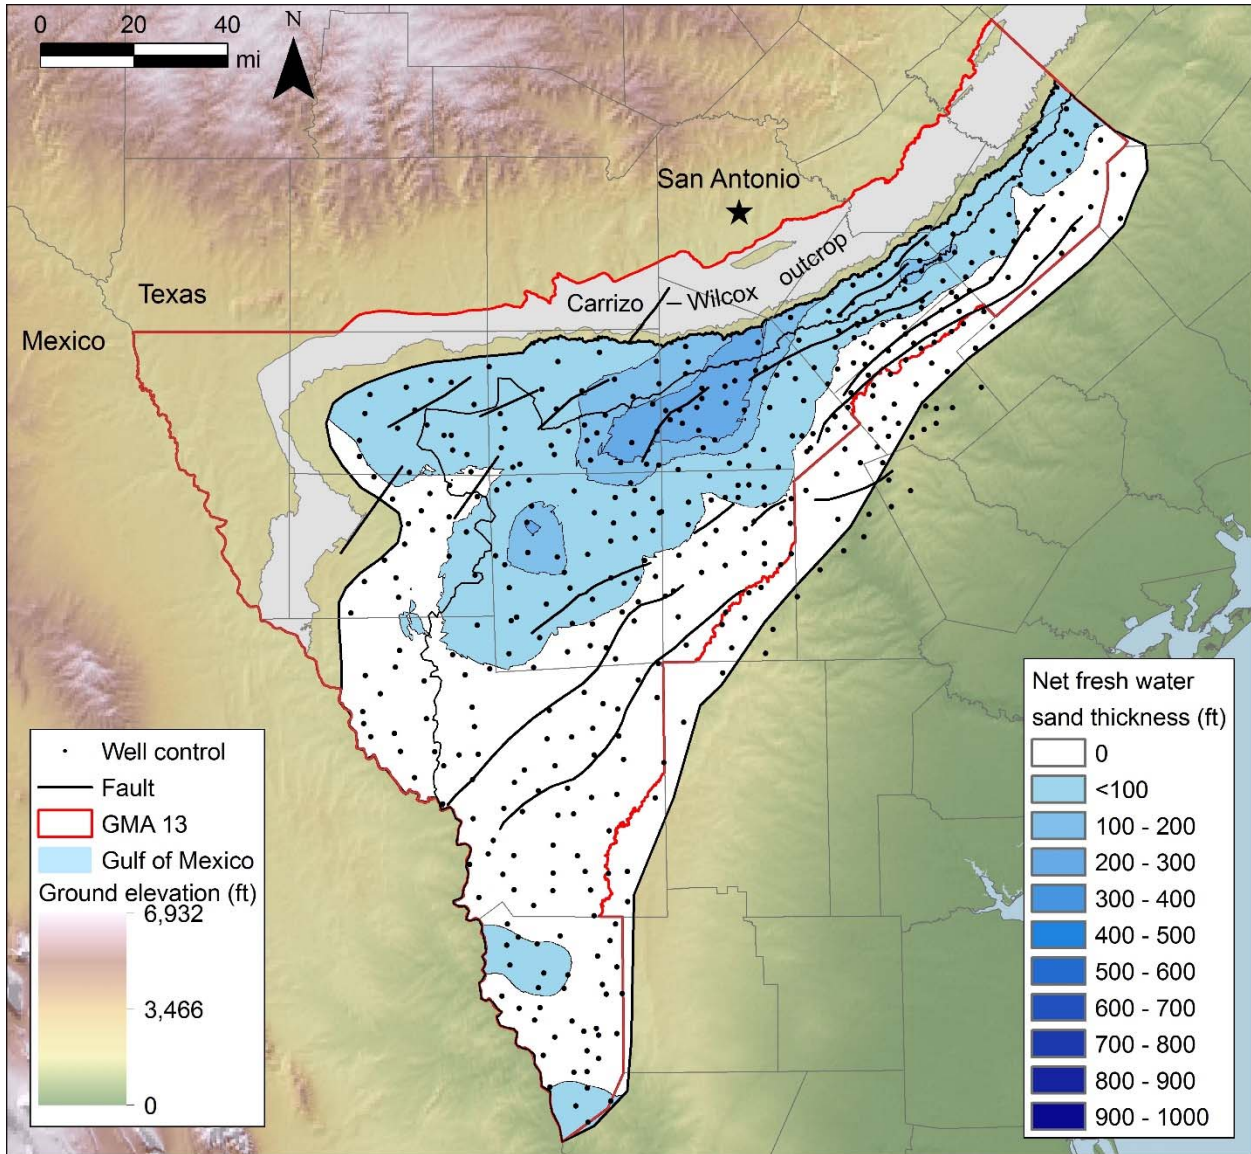 0 20 40
mi
N
San Antonio
Texas
Mexico
Carrizo – Wilcox outcrop
Well control
Fault
GMA 13
Gulf of Mexico
Ground elevation (ft)
6,932
3,466
0
Net fresh water
sand thickness (ft)
0
<100
100 - 200
200 - 300
300 - 400
400 - 500
500 - 600
600 - 700
700 - 800
800 - 900
900 - 1000